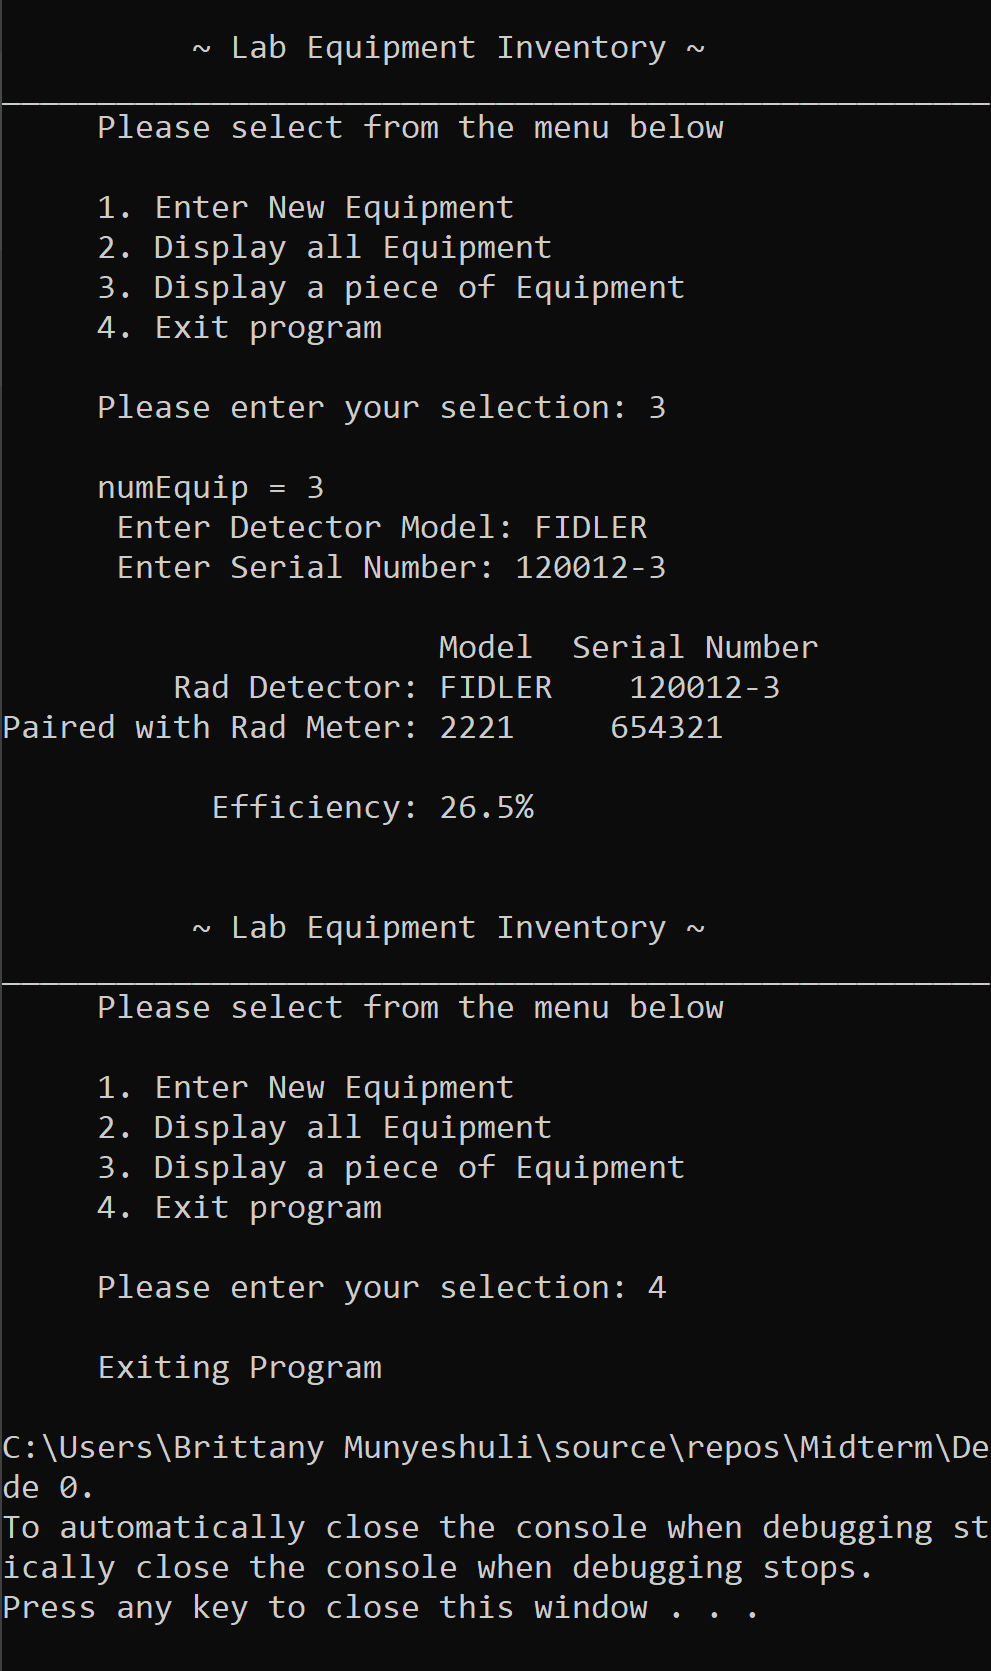 ~ Lab Equipment Inventory ~
____________________________________________________
Please select from the menu below
1. Enter New Equipment
2. Display all Equipment
3. Display a piece of Equipment
4. Exit program
Please enter your selection: 3
numEquip = 3
Enter Detector Model: FIDLER
Enter Serial Number: 120012-3
Model  Serial Number
Rad Detector: FIDLER    120012-3
Paired with Rad Meter: 2221     654321
Efficiency: 26.5%
~ Lab Equipment Inventory ~
____________________________________________________
Please select from the menu below
1. Enter New Equipment
2. Display all Equipment
3. Display a piece of Equipment
4. Exit program
Please enter your selection: 4
Exiting Program
C:\Users\Brittany Munyeshuli\source\repos\Midterm\De
de 0.
To automatically close the console when debugging st
ically close the console when debugging stops.
Press any key to close this window . . .